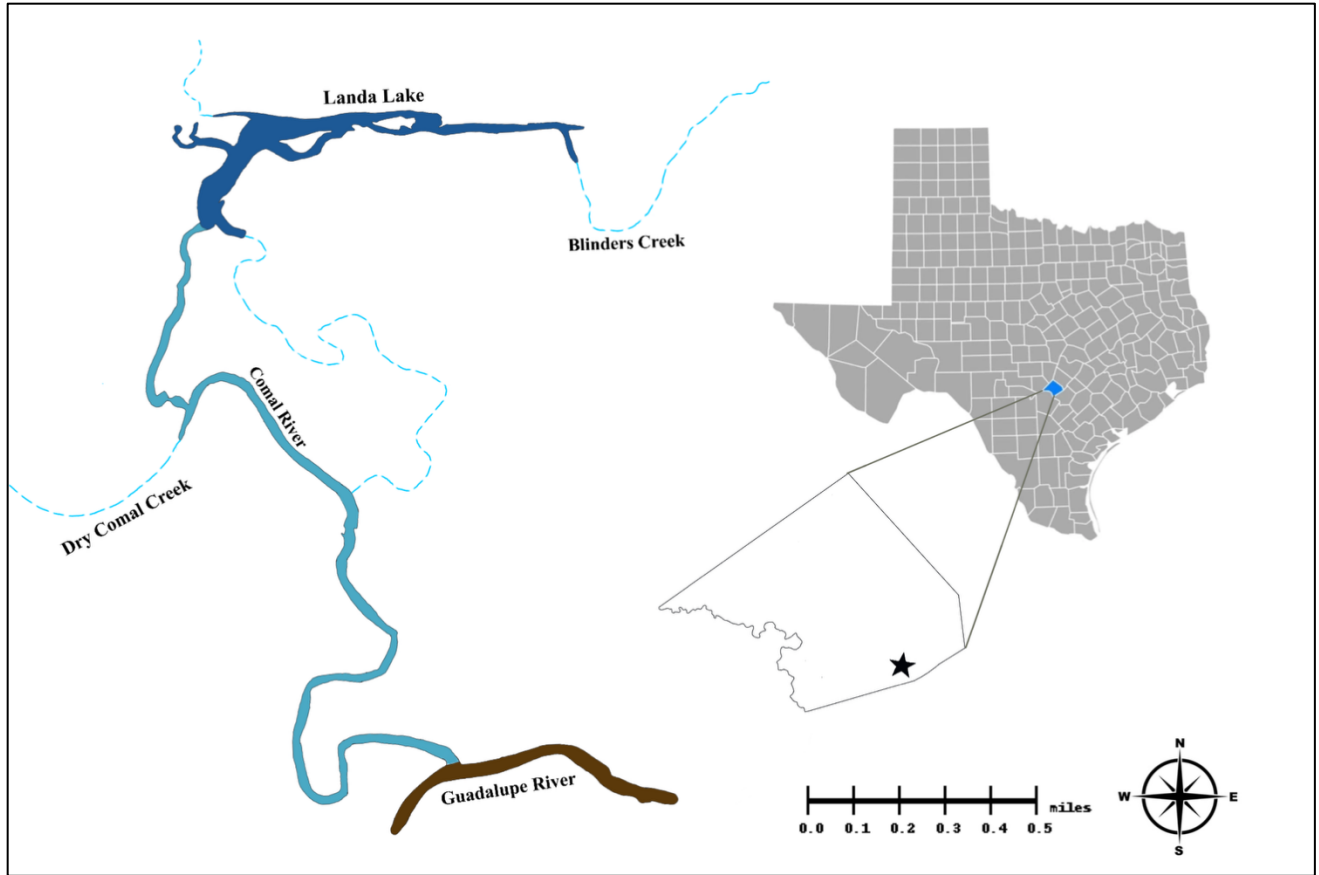 Landa Lake
Blinders Creek
Comal River
Dry Comal Creek
Guadalupe River
0.0 0.1 0.2 0.3 0.4 0.5 miles
N
W E
S